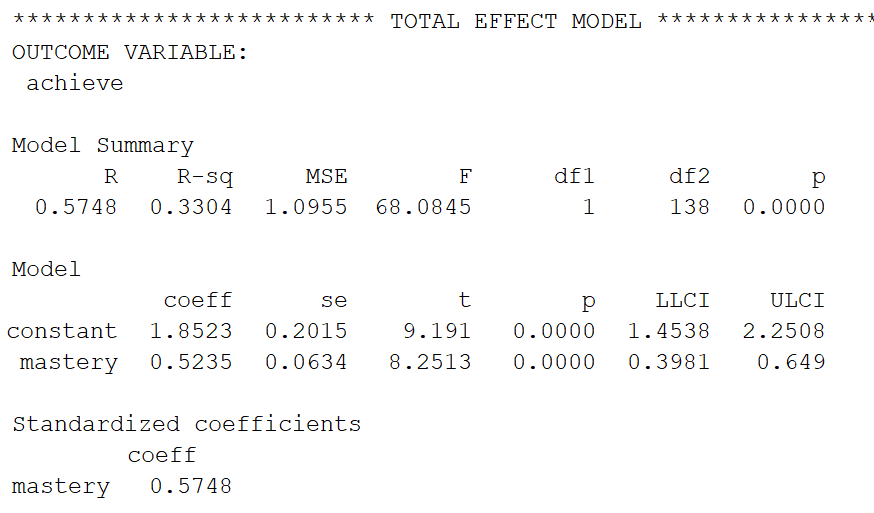 ************************** TOTAL EFFECT MODEL ****************
OUTCOME VARIABLE:
achieve
Model Summary
R R-sq MSE F df1 df2 p
0.5748 0.3304 1.0955 68.0845 1 138 0.0000
Model
coeff se t p LLCI ULCI
constant 1.8523 0.2015 9.191 0.0000 1.4538 2.2508
mastery 0.5235 0.0634 8.2513 0.0000 0.3981 0.649
Standardized coefficients
coeff
mastery 0.5748